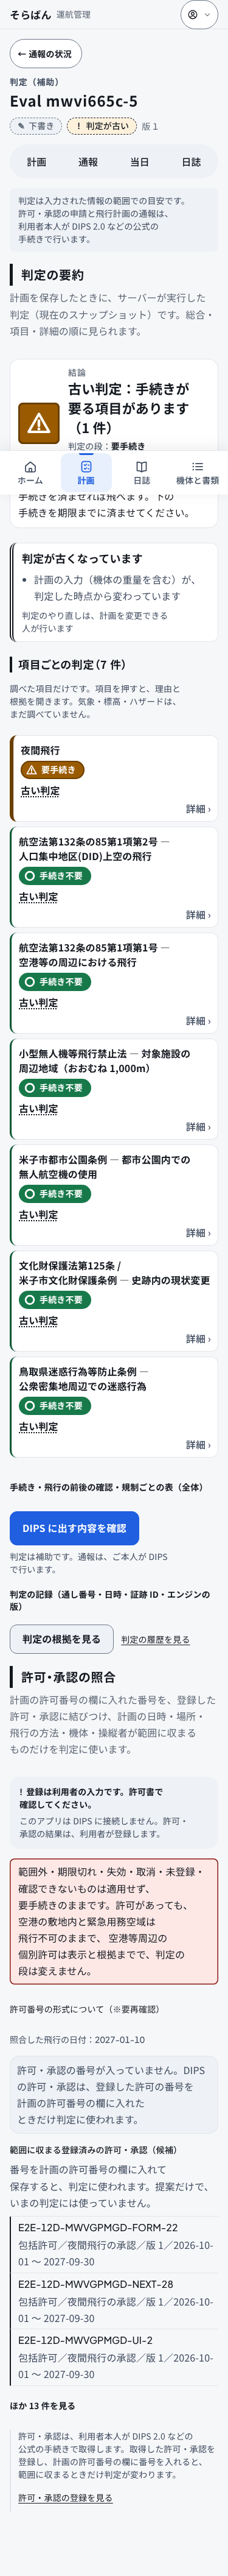 そらばん 運航管理
← 通報の状況
判定（補助）
Eval mwvi665c-5
✎ 下書き ! 判定が古い 版 1
計画 通報 当日 日誌
判定は入力された情報の範囲での目安です。
許可・承認の申請と飛行計画の通報は、
利用者本人が DIPS 2.0 などの公式の
手続きで行います。
判定の要約
計画を保存したときに、サーバーが実行した
判定（現在のスナップショット）です。総合・
項目・詳細の順に見られます。
結論
古い判定：手続きが
要る項目があります
（1 件）
判定の段：要手続き
ホーム 計画 日誌 機体と書類
手続きを済ませれば飛べます。下の
手続きを期限までに済ませてください。
判定が古くなっています
• 計画の入力（機体の重量を含む）が、
判定した時点から変わっています
判定のやり直しは、計画を変更できる
人が行います
項目ごとの判定（7 件）
調べた項目だけです。項目を押すと、理由と
根拠を開きます。気象・標高・ハザードは、
まだ調べていません。
夜間飛行
要手続き
古い判定
詳細 ›
航空法第132条の85第1項第2号 —
人口集中地区(DID)上空の飛行
手続き不要
古い判定
詳細 ›
航空法第132条の85第1項第1号 —
空港等の周辺における飛行
手続き不要
古い判定
詳細 ›
小型無人機等飛行禁止法 — 対象施設の
周辺地域（おおむね 1,000m）
手続き不要
古い判定
詳細 ›
米子市都市公園条例 — 都市公園内での
無人航空機の使用
手続き不要
古い判定
詳細 ›
文化財保護法第125条 /
米子市文化財保護条例 — 史跡内の現状変更
手続き不要
古い判定
詳細 ›
鳥取県迷惑行為等防止条例 —
公衆密集地周辺での迷惑行為
手続き不要
古い判定
詳細 ›
手続き・飛行の前後の確認・規制ごとの表（全体）
DIPS に出す内容を確認
判定は補助です。通報は、ご本人が DIPS
で行います。
判定の記録（通し番号・日時・証跡 ID・エンジンの
版）
判定の根拠を見る 判定の履歴を見る
許可・承認の照合
計画の許可番号の欄に入れた番号を、登録した
許可・承認に結びつけ、計画の日時・場所・
飛行の方法・機体・操縦者が範囲に収まる
ものだけを判定に使います。
! 登録は利用者の入力です。許可書で
確認してください。
このアプリは DIPS に接続しません。許可・
承認の結果は、利用者が登録します。
範囲外・期限切れ・失効・取消・未登録・
確認できないものは適用せず、
要手続きのままです。許可があっても、
空港の敷地内と緊急用務空域は
飛行不可のままで、空港等周辺の
個別許可は表示と根拠までで、判定の
段は変えません。
許可番号の形式について（※要再確認）
照合した飛行の日付：2027-01-10
許可・承認の番号が入っていません。DIPS
の許可・承認は、登録した許可の番号を
計画の許可番号の欄に入れた
ときだけ判定に使われます。
範囲に収まる登録済みの許可・承認（候補）
番号を計画の許可番号の欄に入れて
保存すると、判定に使われます。提案だけで、
いまの判定には使っていません。
E2E-12D-MWVGPMGD-FORM-22
包括許可／夜間飛行の承認／版 1／2026-10-
01 〜 2027-09-30
E2E-12D-MWVGPMGD-NEXT-28
包括許可／夜間飛行の承認／版 1／2026-10-
01 〜 2027-09-30
E2E-12D-MWVGPMGD-UI-2
包括許可／夜間飛行の承認／版 1／2026-10-
01 〜 2027-09-30
ほか 13 件を見る
許可・承認は、利用者本人が DIPS 2.0 などの
公式の手続きで取得します。取得した許可・承認を
登録し、計画の許可番号の欄に番号を入れると、
範囲に収まるときだけ判定が変わります。
許可・承認の登録を見る